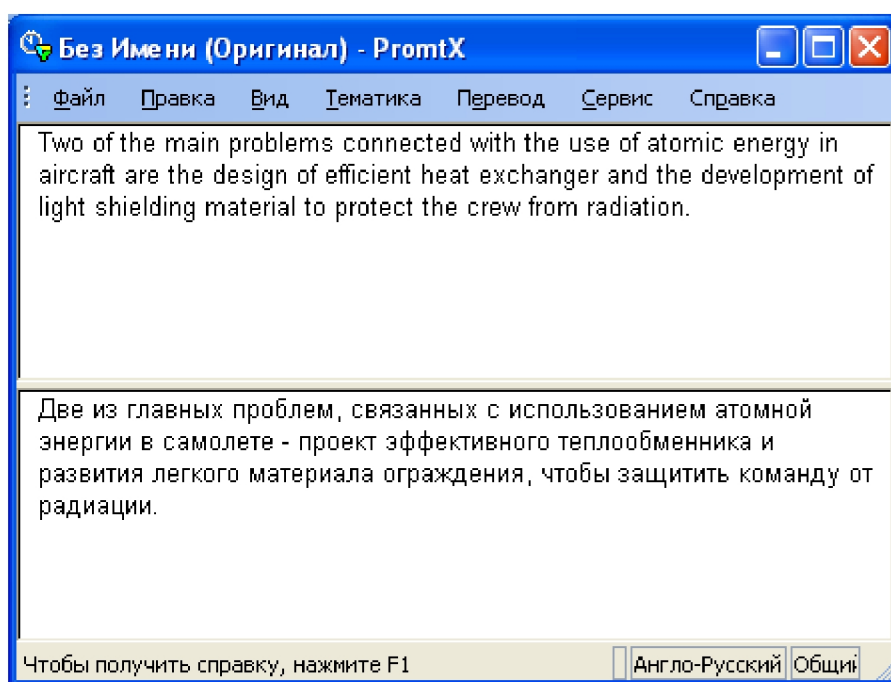 Без Имени (Оригинал) - PromtX
Файл Правка Вид Тематика Перевод Сервис Справка
Two of the main problems connected with the use of atomic energy in
aircraft are the design of efficient heat exchanger and the development of
light shielding material to protect the crew from radiation.
Две из главных проблем, связанных с использованием атомной
энергии в самолете - проект эффективного теплообменника и
развития легкого материала ограждения, чтобы защитить команду от
радиации.
Чтобы получить справку, нажмите F1 Англо-Русский Общий